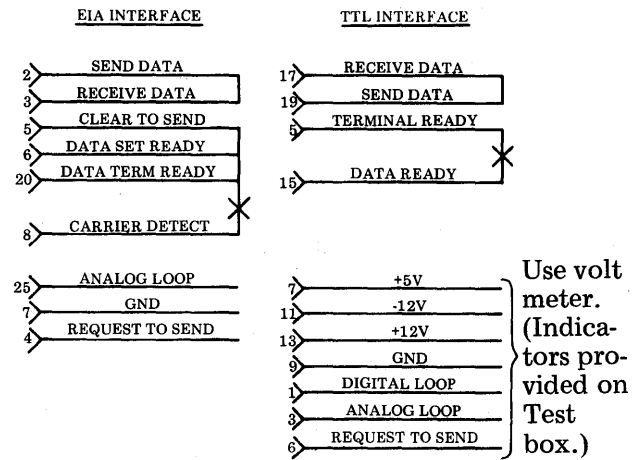 EIA INTERFACE
2 SEND DATA
3 RECEIVE DATA
5 CLEAR TO SEND
6 DATA SET READY
20 DATA TERM READY
8 CARRIER DETECT
25 ANALOG LOOP
7 GND
4 REQUEST TO SEND
TTL INTERFACE
17 RECEIVE DATA
19 SEND DATA
5 TERMINAL READY
15 DATA READY
7 +5V
11 -12V
13 +12V
9 GND
1 DIGITAL LOOP
3 ANALOG LOOP
6 REQUEST TO SEND
Use volt
meter.
(Indica-
tors pro-
vided on
Test
box.)